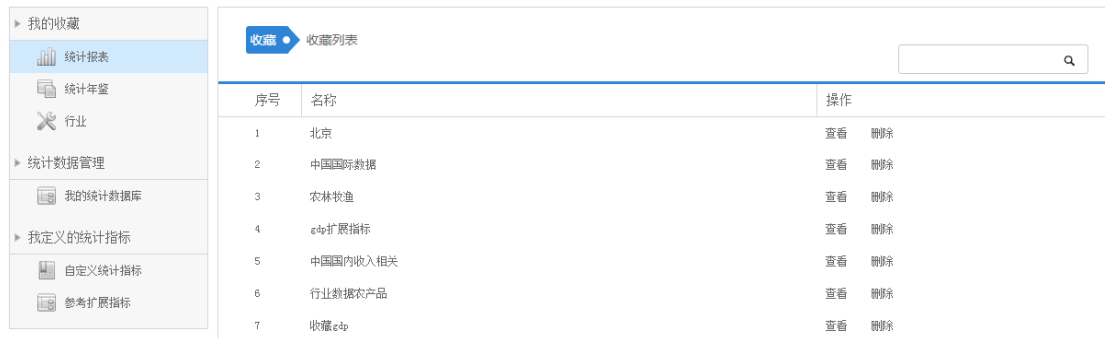 我的收藏
统计报表
统计年鉴
行业
统计数据管理
我的统计数据库
我定义的统计指标
自定义统计指标
参考扩展指标
收藏 收藏列表
序号 名称 操作
1 北京 查看 删除
2 中国国际数据 查看 删除
3 农林牧渔 查看 删除
4 gdp扩展指标 查看 删除
5 中国国内收入相关 查看 删除
6 行业数据农产品 查看 删除
7 收藏gdp 查看 删除